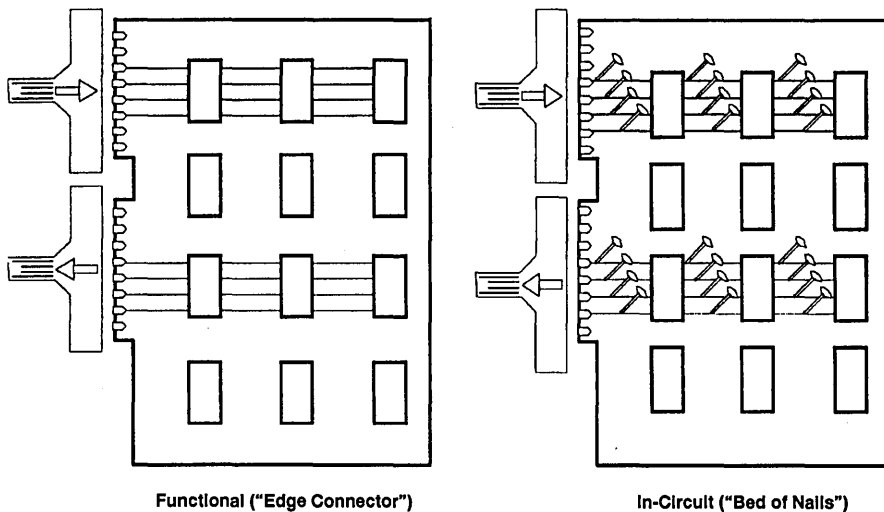 Functional ("Edge Connector")
In-Circuit ("Bed of Nails")